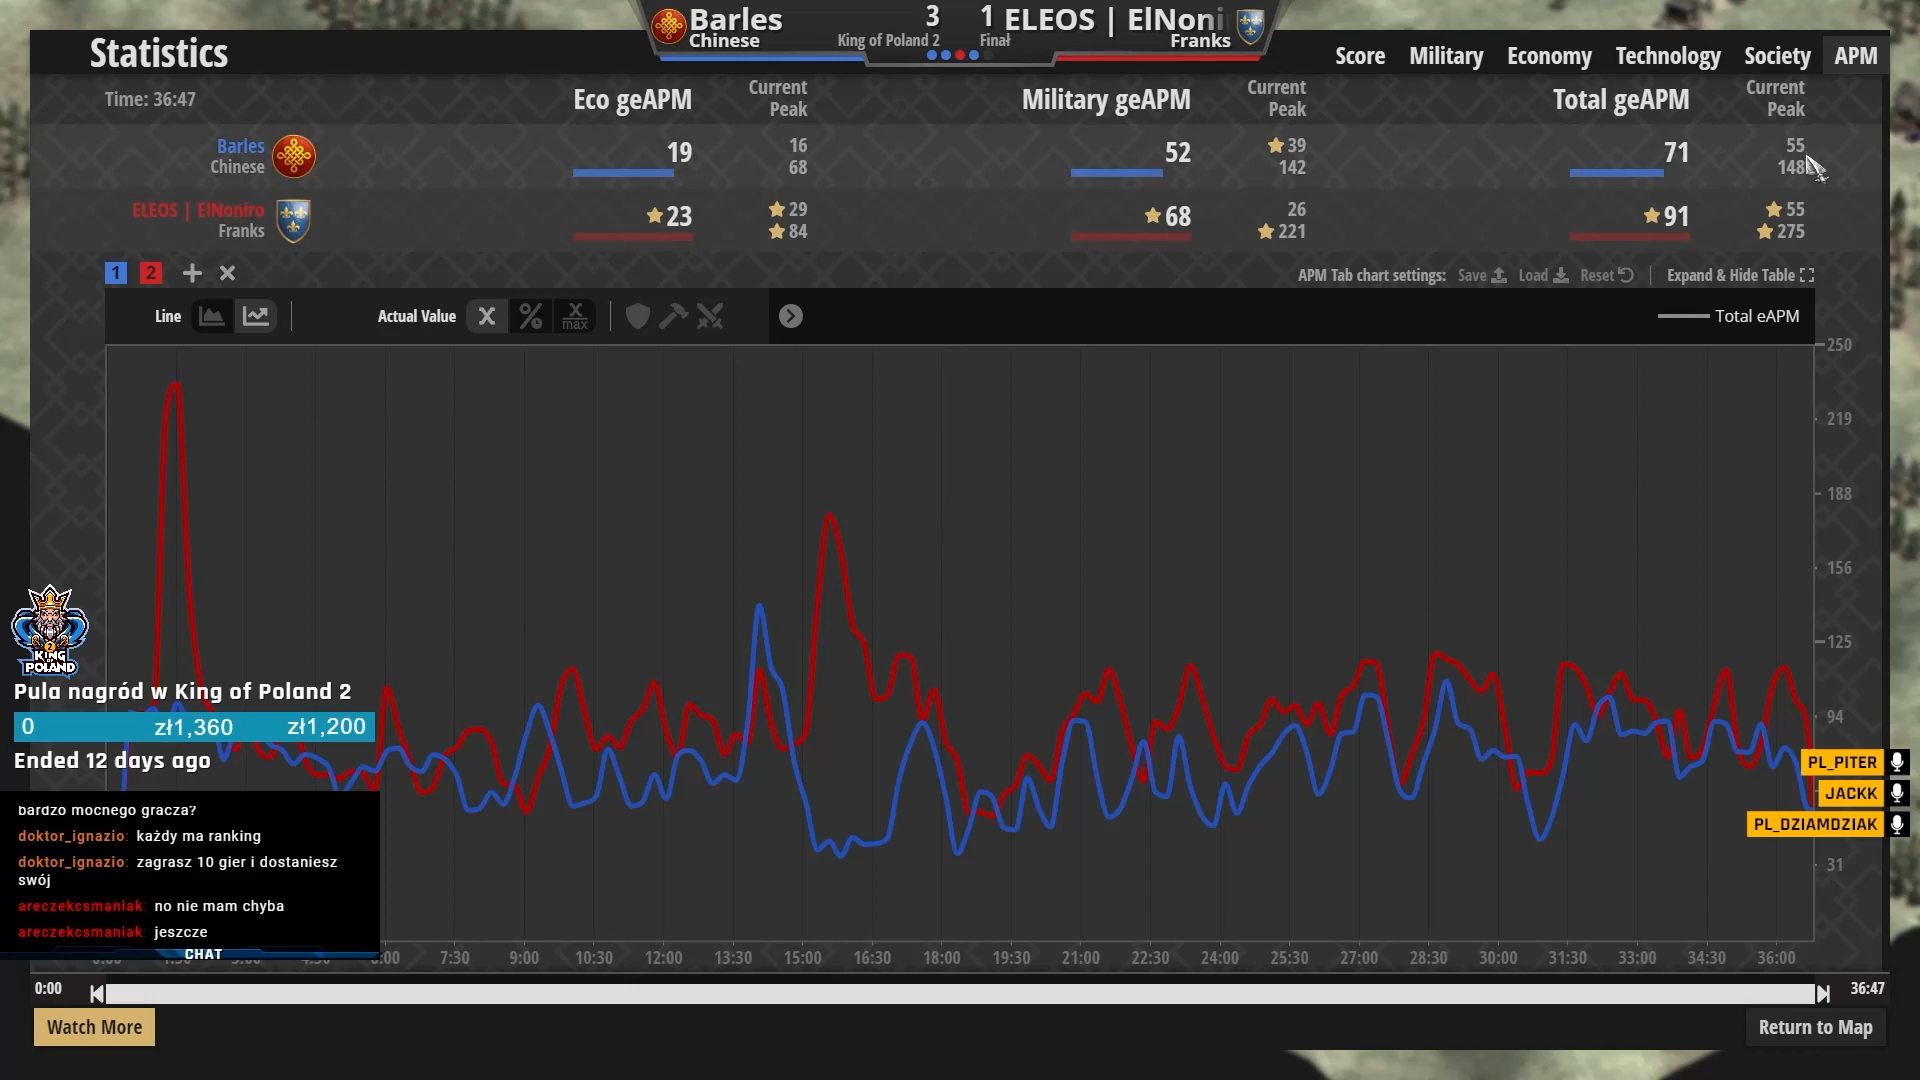 Barles
Chinese
3
King of Poland 2
1
Finał
ELEOS | ElNoni
Franks
Statistics
Score Military Economy Technology Society APM
Time: 36:47
Eco geAPM Current Peak Military geAPM Current Peak Total geAPM Current Peak
Barles
Chinese
19 16 68 52 39 142 71 55 148
ELEOS | ElNoniro
Franks
23 29 84 68 26 221 91 55 275
1 2
APM Tab chart settings: Save Load Reset Expand & Hide Table
Line Actual Value X % X max
Total eAPM
250
219
188
156
125
94
31
KING OF POLAND
2
Pula nagród w King of Poland 2
0 zł1,360 zł1,200
Ended 12 days ago
bardzo mocnego gracza?
doktor_ignazio: każdy ma ranking
doktor_ignazio: zagrasz 10 gier i dostaniesz
swój
areczekcsmaniak: no nie mam chyba
areczekcsmaniak: jeszcze
CHAT
PL_PITER
JACKK
PL_DZIAMDZIAK
7:30 9:00 10:30 12:00 13:30 15:00 16:30 18:00 19:30 21:00 22:30 24:00 25:30 27:00 28:30 30:00 31:30 33:00 34:30 36:00
0:00 36:47
Watch More
Return to Map